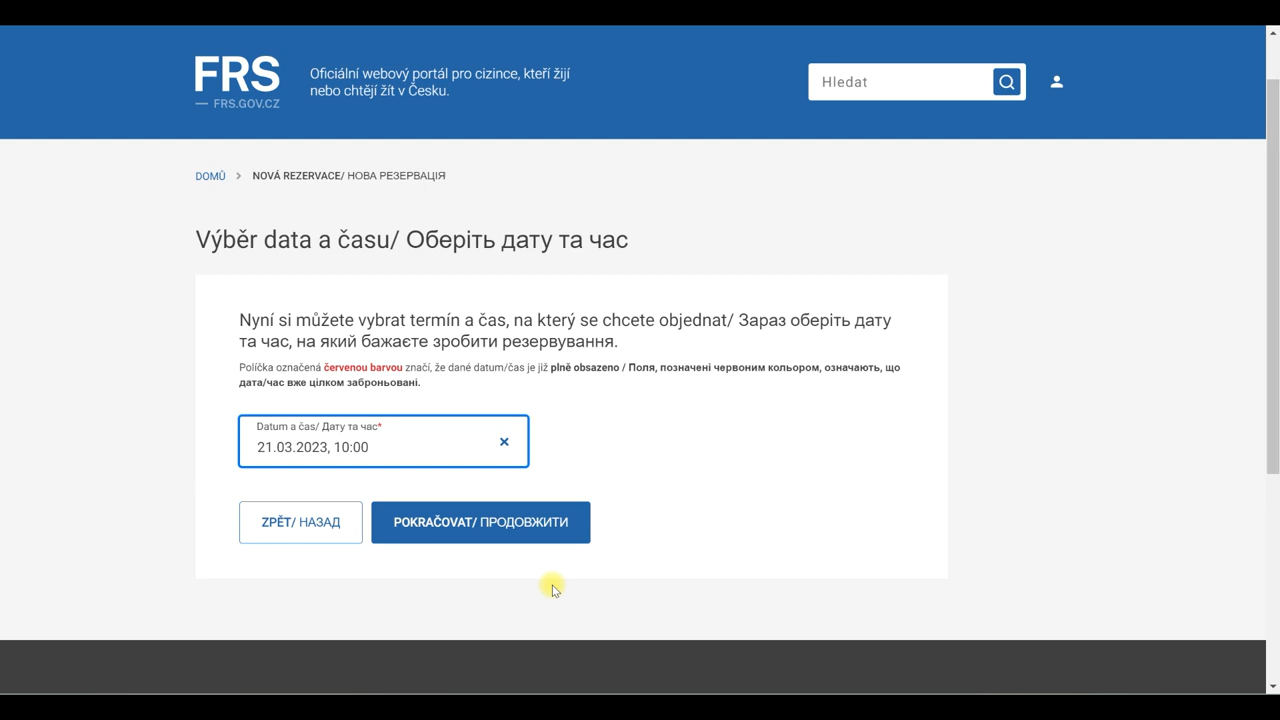 FRS
— FRS.GOV.CZ
Oficiální webový portál pro cizince, kteří žijí
nebo chtějí žít v Česku.
Hledat
DOMŮ > NOVÁ REZERVACE/ НОВА РЕЗЕРВАЦІЯ
Výběr data a času/ Оберіть дату та час
Nyní si můžete vybrat termín a čas, na který se chcete objednat/ Зараз оберіть дату
та час, на який бажаєте зробити резервування.
Políčka označená červenou barvou značí, že dané datum/čas je již plně obsazeno / Поля, позначені червоним кольором, означають, що
дата/час вже цілком заброньовані.
Datum a čas/ Дату та час*
21.03.2023, 10:00
ZPĚT/ НАЗАД
POKRAČOVAT/ ПРОДОВЖИТИ